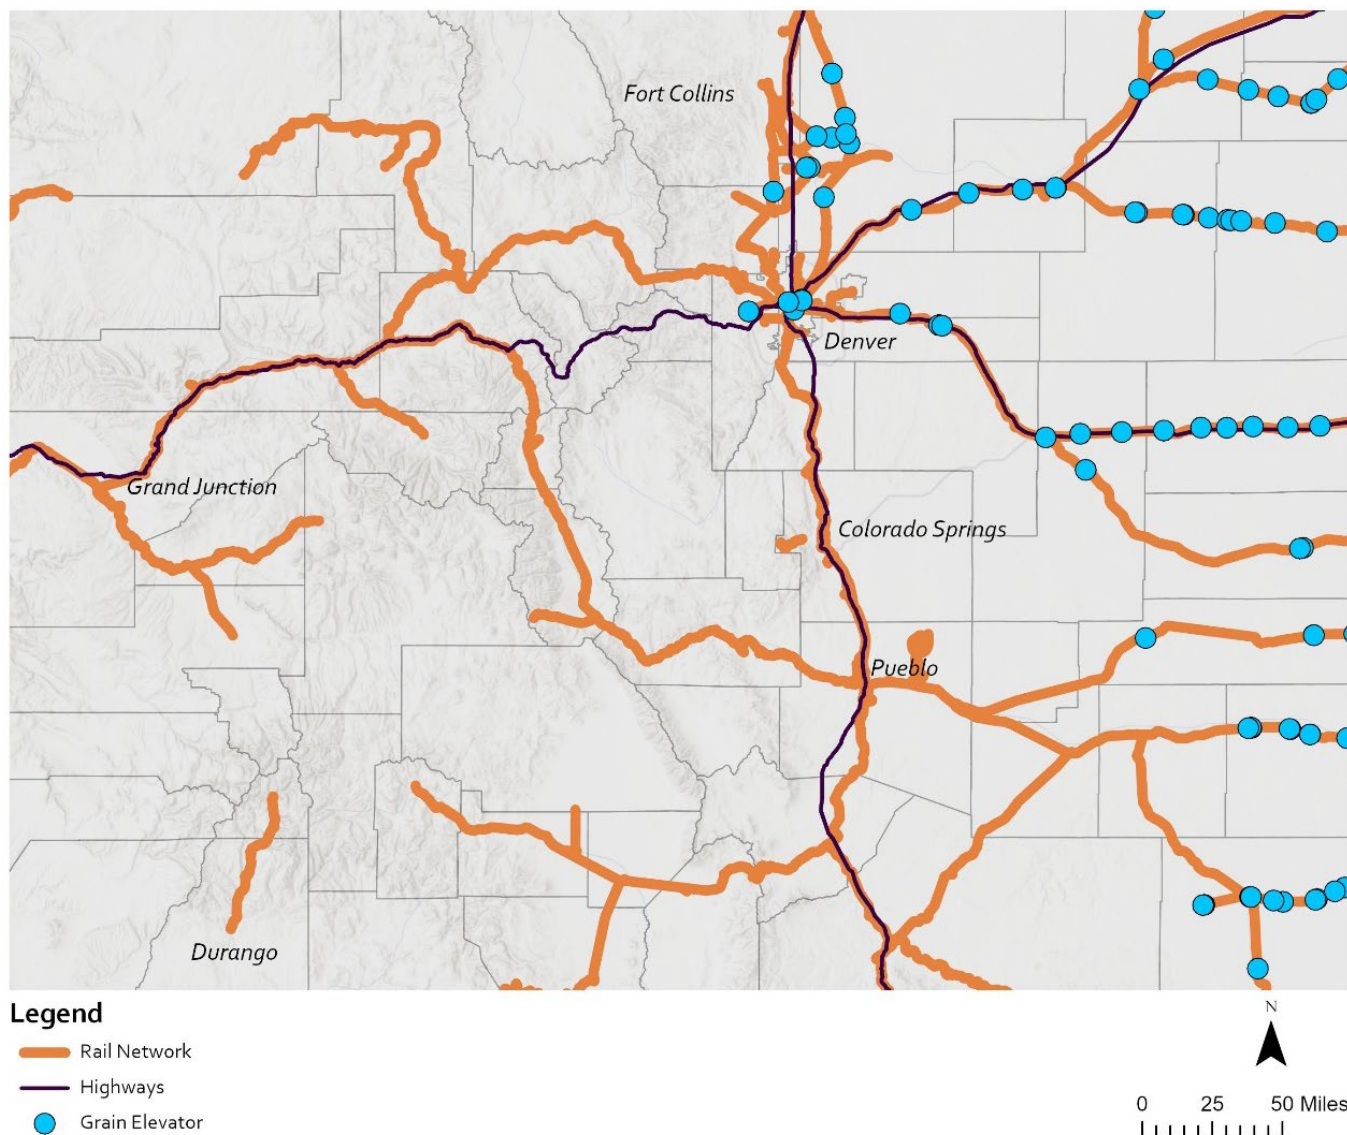 Fort Collins
Denver
Grand Junction
Colorado Springs
Pueblo
Durango
Legend
Rail Network
Highways
Grain Elevator
N
0 25 50 Miles